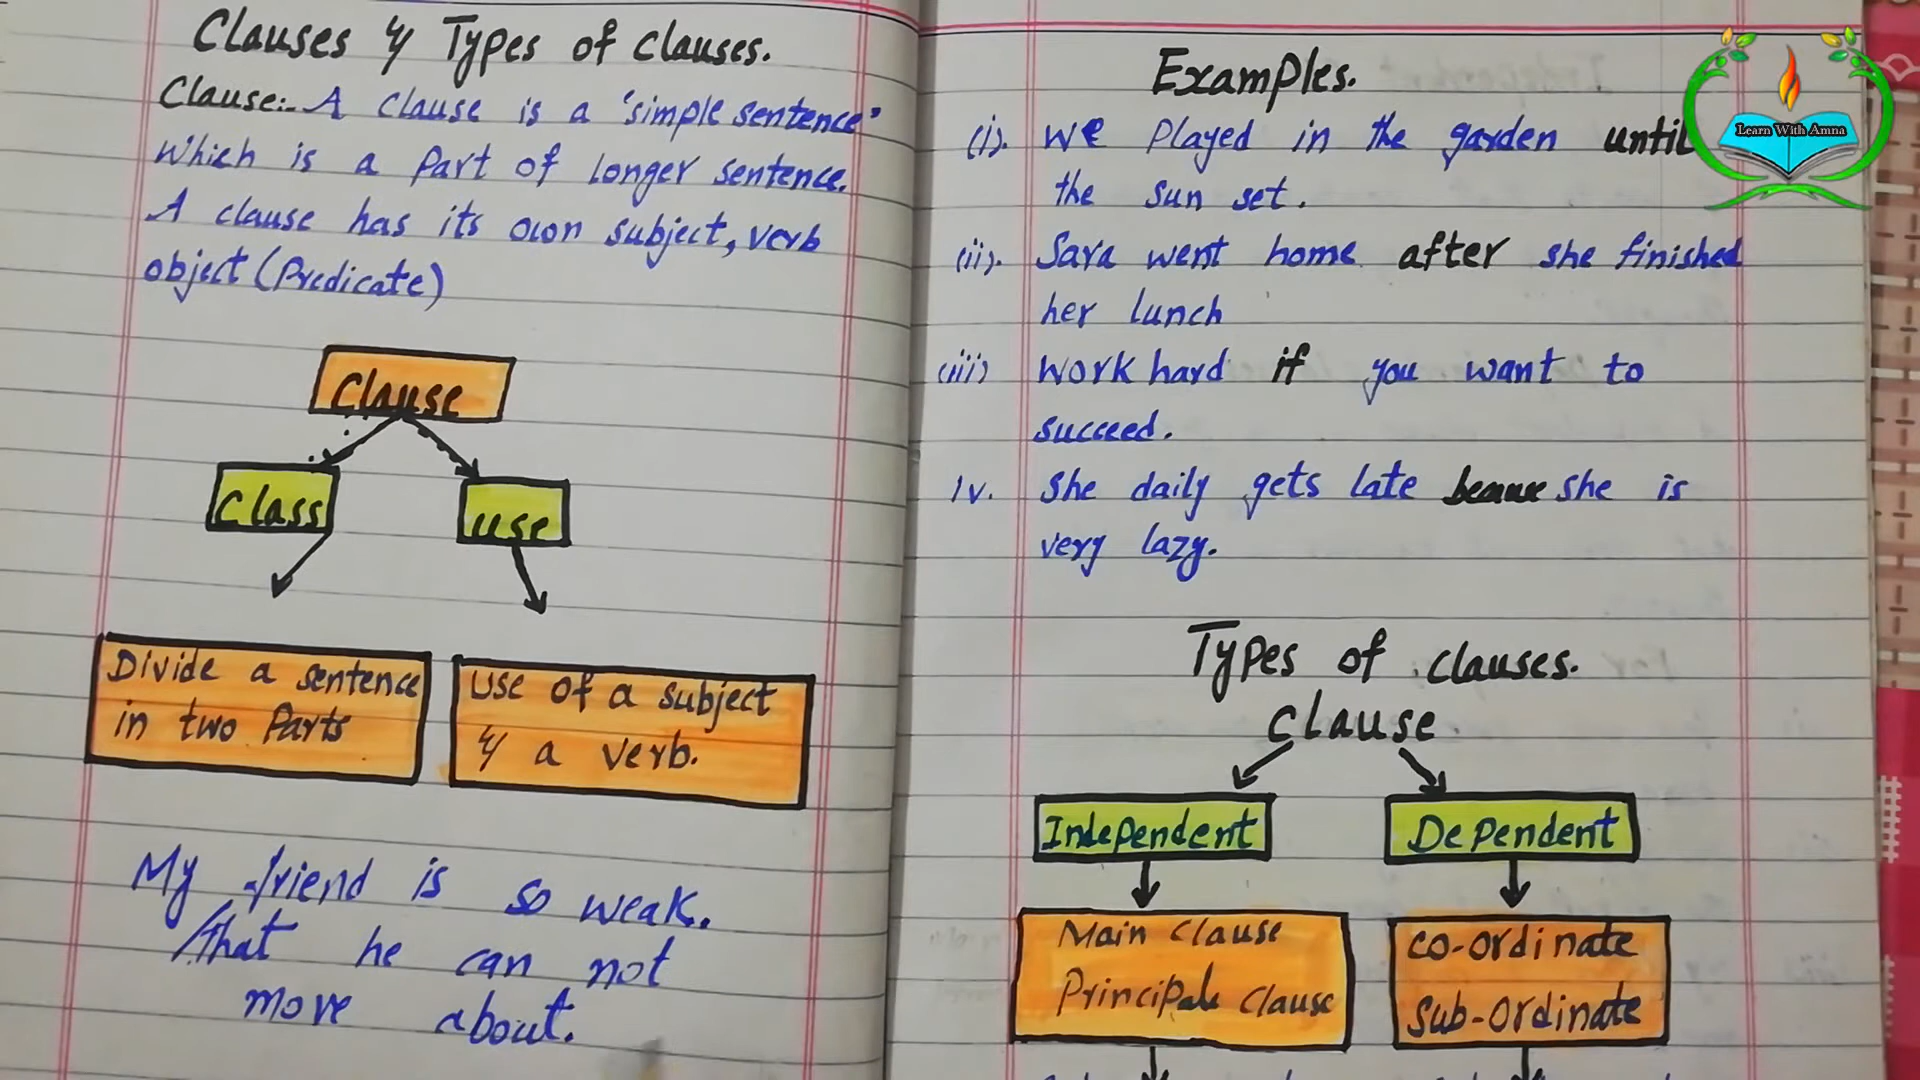 Clauses & Types of clauses.
Clause:- A clause is a "simple sentence"
which is a part of longer sentence.
A clause has its own subject, verb
object (Predicate)
Clause
Class
use
Divide a sentence
in two Parts
Use of a subject
& a verb.
My friend is so weak.
That he can not
move about.
Examples.
(i). We played in the garden until
the sun set.
(ii). Sara went home after she finished
her lunch
(iii) Work hard if you want to
succeed.
iv. She daily gets late because she is
very lazy.
Types of clauses.
Clause
Independent
Dependent
Main Clause
Principale Clause
Co-ordinate
Sub-ordinate
Learn With Amna